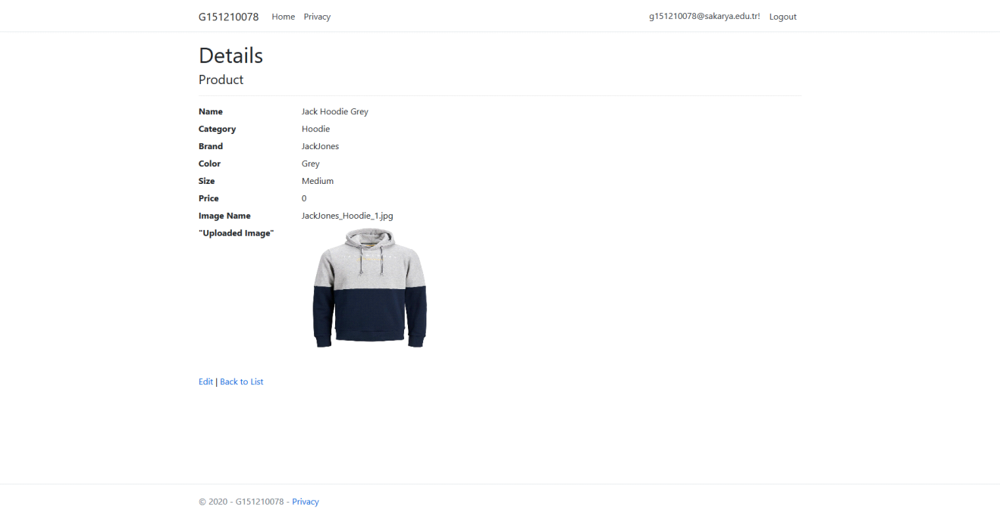 G151210078 Home Privacy g151210078@sakarya.edu.tr! Logout
Details
Product
Name Jack Hoodie Grey
Category Hoodie
Brand JackJones
Color Grey
Size Medium
Price 0
Image Name JackJones_Hoodie_1.jpg
"Uploaded Image"
Edit | Back to List
© 2020 - G151210078 - Privacy